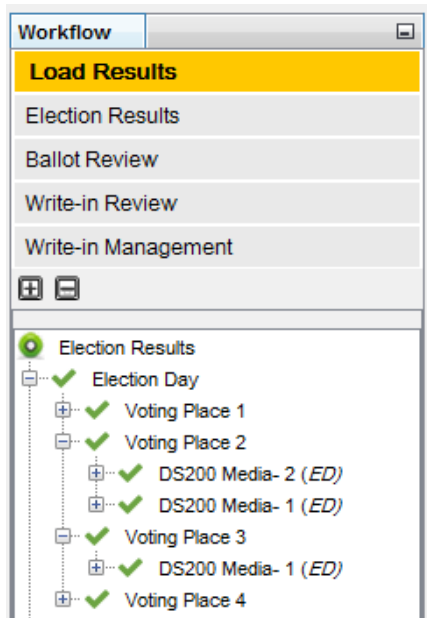 Workflow
Load Results
Election Results
Ballot Review
Write-in Review
Write-in Management
Election Results
Election Day
Voting Place 1
Voting Place 2
DS200 Media- 2 (ED)
DS200 Media- 1 (ED)
Voting Place 3
DS200 Media- 1 (ED)
Voting Place 4